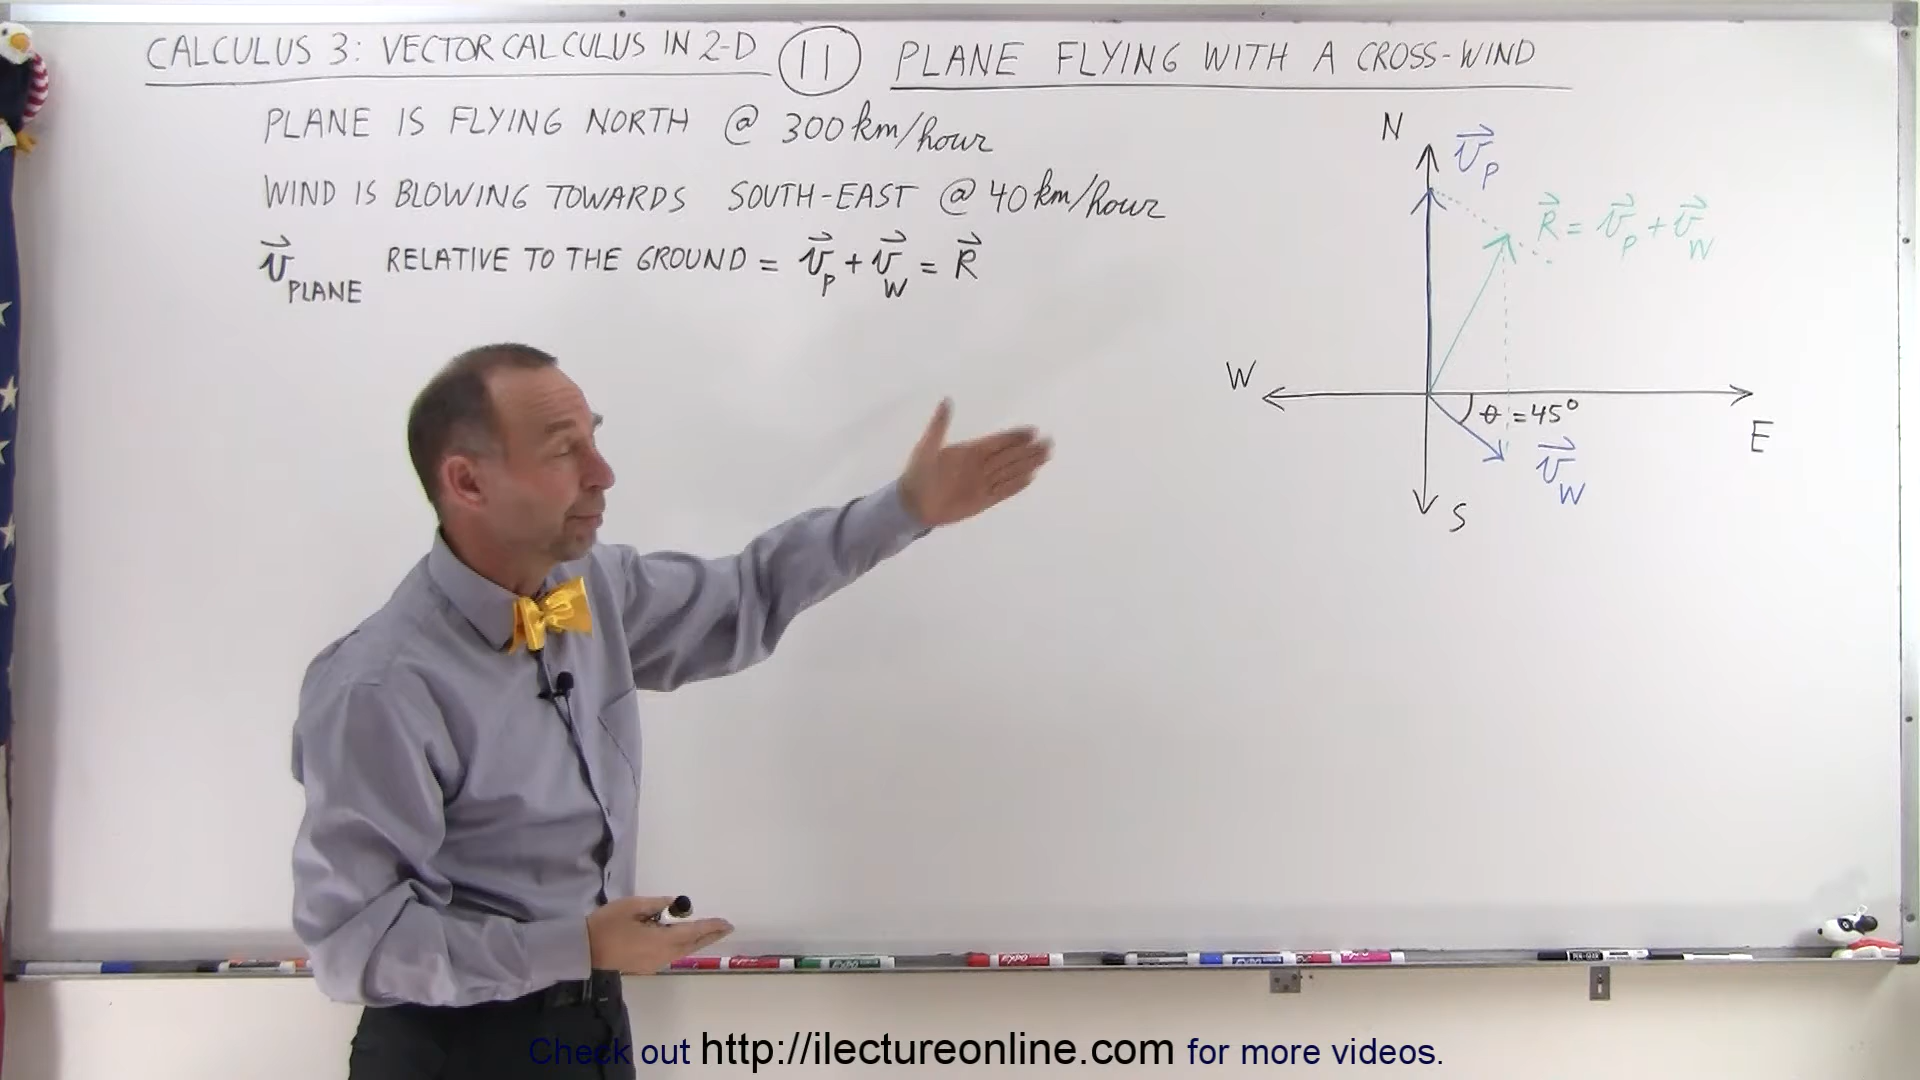 CALCULUS 3: VECTOR CALCULUS IN 2-D 11 PLANE FLYING WITH A CROSS-WIND
PLANE IS FLYING NORTH @ 300 km/hour
WIND IS BLOWING TOWARDS SOUTH-EAST @ 40 km/hour
v⃗ PLANE RELATIVE TO THE GROUND = v⃗P + v⃗W = R⃗
N
v⃗P
R⃗ = v⃗P + v⃗W
W
E
θ = 45°
v⃗W
S
Check out http://ilectureonline.com for more videos.